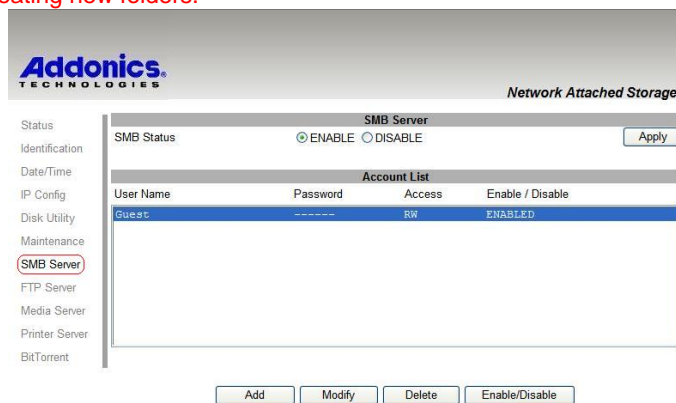 eating new folders.
Addonics®
TECHNOLOGIES
Network Attached Storage
Status
Identification
Date/Time
IP Config
Disk Utility
Maintenance
SMB Server
FTP Server
Media Server
Printer Server
BitTorrent
SMB Server
SMB Status ENABLE DISABLE Apply
Account List
User Name Password Access Enable / Disable
Guest ------ RW ENABLED
Add Modify Delete Enable/Disable